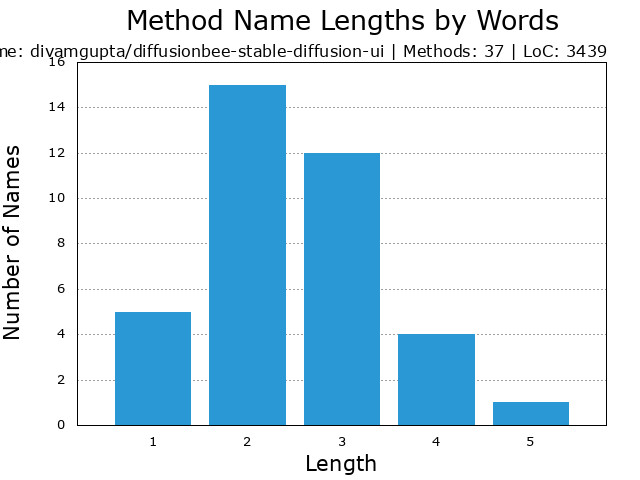 Method Name Lengths by Words
me: divamgupta/diffusionbee-stable-diffusion-ui | Methods: 37 | LoC: 3439
16
14
12
10
8
6
4
2
0
Number of Names
1 2 3 4 5
Length